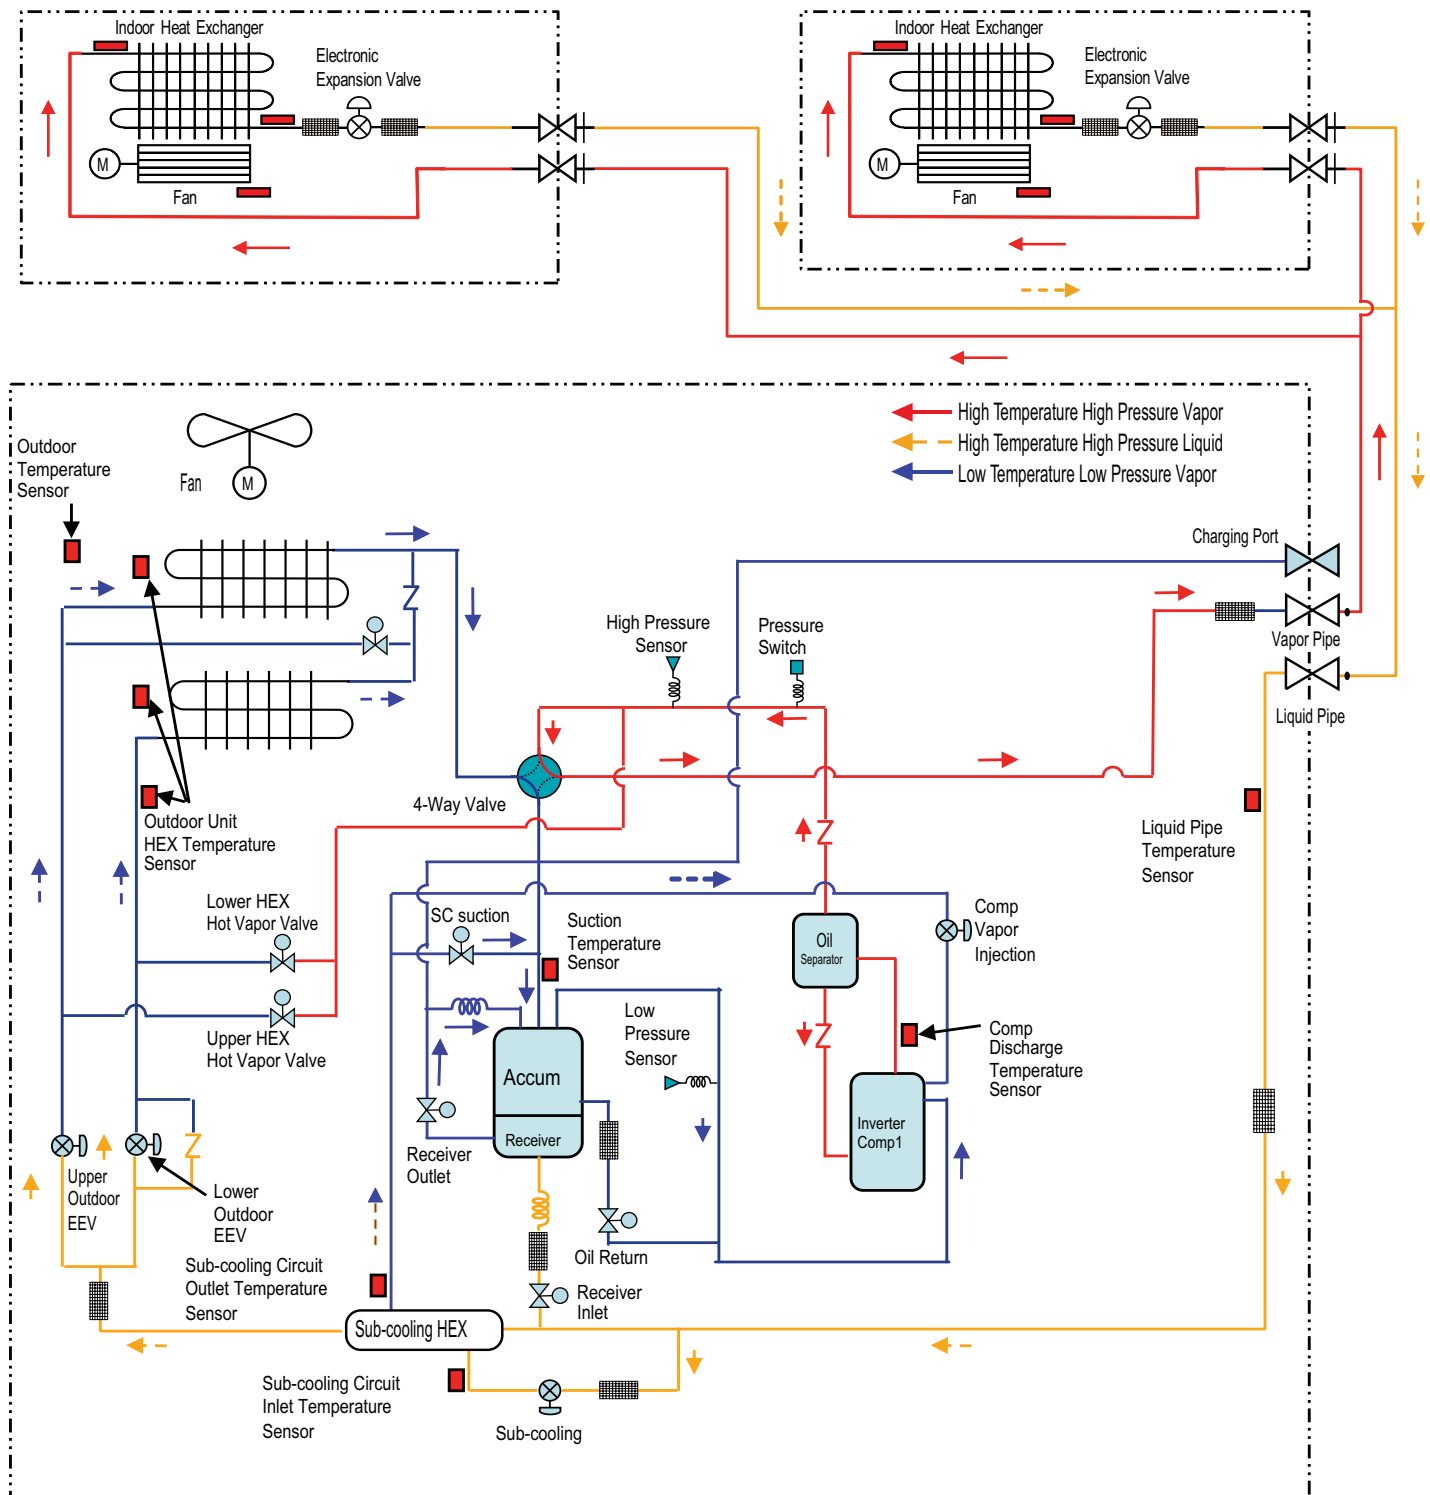 Indoor Heat Exchanger
Electronic
Expansion Valve
M
Fan
Indoor Heat Exchanger
Electronic
Expansion Valve
M
Fan
High Temperature High Pressure Vapor
High Temperature High Pressure Liquid
Low Temperature Low Pressure Vapor
Outdoor
Temperature
Sensor
Fan
M
Charging Port
Vapor Pipe
Liquid Pipe
High Pressure
Sensor
Pressure
Switch
4-Way Valve
Outdoor Unit
HEX Temperature
Sensor
Liquid Pipe
Temperature
Sensor
Lower HEX
Hot Vapor Valve
SC suction
Suction
Temperature
Sensor
Oil
Separator
Comp
Vapor
Injection
Upper HEX
Hot Vapor Valve
Low
Pressure
Sensor
Comp
Discharge
Temperature
Sensor
Accum
Receiver
Inverter
Comp1
Receiver
Outlet
Upper
Outdoor
EEV
Lower
Outdoor
EEV
Oil Return
Sub-cooling Circuit
Outlet Temperature
Sensor
Receiver
Inlet
Sub-cooling HEX
Sub-cooling Circuit
Inlet Temperature
Sensor
Sub-cooling